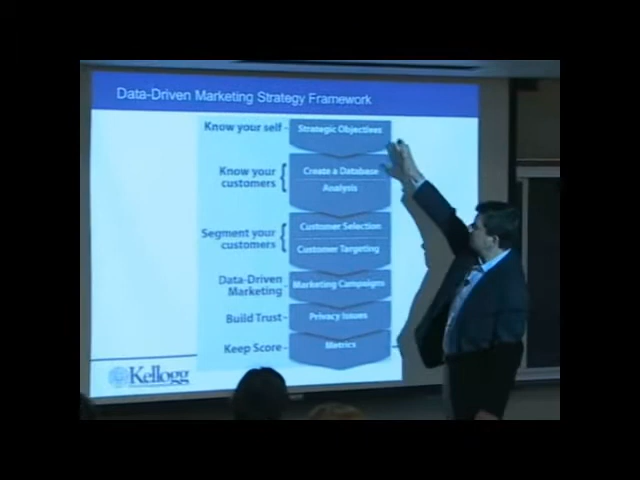 Data-Driven Marketing Strategy Framework
Know your self
Strategic Objectives
Know your
customers
Create a Database
Analysis
Segment your
customers
Customer Selection
Customer Targeting
Data-Driven
Marketing
Marketing Campaigns
Build Trust
Privacy Issues
Keep Score
Metrics
Kellogg